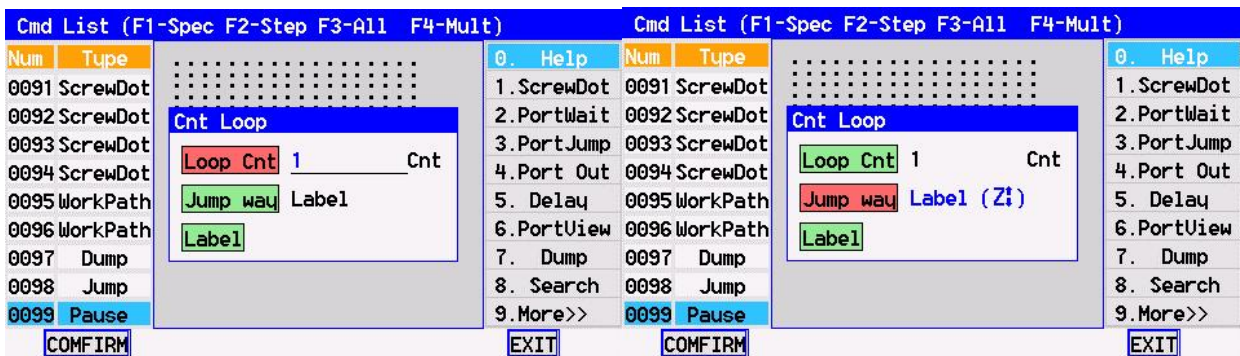 Cmd List (F1-Spec F2-Step F3-All F4-Mult)
Num Type
0091 ScrewDot
0092 ScrewDot
0093 ScrewDot
0094 ScrewDot
0095 WorkPath
0096 WorkPath
0097 Dump
0098 Jump
0099 Pause
Cnt Loop
Loop Cnt 1 Cnt
Jump way Label
Label
0. Help
1.ScrewDot
2.PortWait
3.PortJump
4.Port Out
5. Delay
6.PortView
7. Dump
8. Search
9.More>>
COMFIRM
EXIT
Cmd List (F1-Spec F2-Step F3-All F4-Mult)
Num Type
0091 ScrewDot
0092 ScrewDot
0093 ScrewDot
0094 ScrewDot
0095 WorkPath
0096 WorkPath
0097 Dump
0098 Jump
0099 Pause
Cnt Loop
Loop Cnt 1 Cnt
Jump way Label (Z↕)
Label
0. Help
1.ScrewDot
2.PortWait
3.PortJump
4.Port Out
5. Delay
6.PortView
7. Dump
8. Search
9.More>>
COMFIRM
EXIT